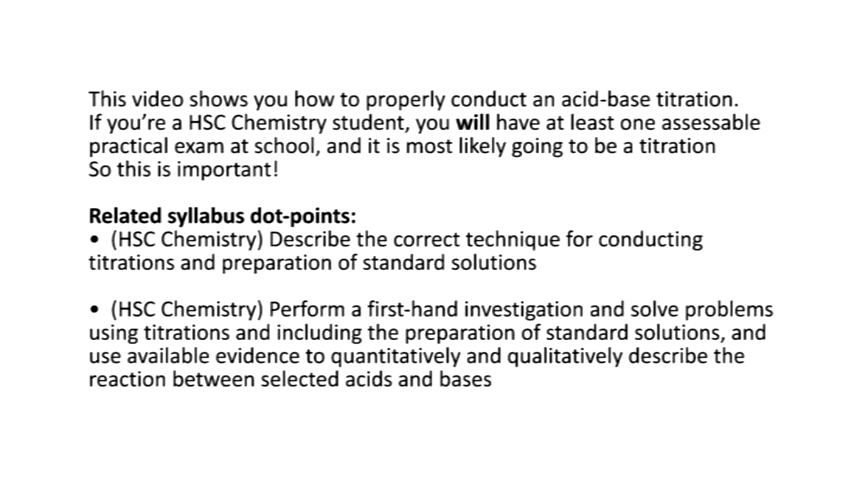 This video shows you how to properly conduct an acid-base titration.
If you’re a HSC Chemistry student, you will have at least one assessable
practical exam at school, and it is most likely going to be a titration
So this is important!
Related syllabus dot-points:
• (HSC Chemistry) Describe the correct technique for conducting
titrations and preparation of standard solutions
• (HSC Chemistry) Perform a first-hand investigation and solve problems
using titrations and including the preparation of standard solutions, and
use available evidence to quantitatively and qualitatively describe the
reaction between selected acids and bases